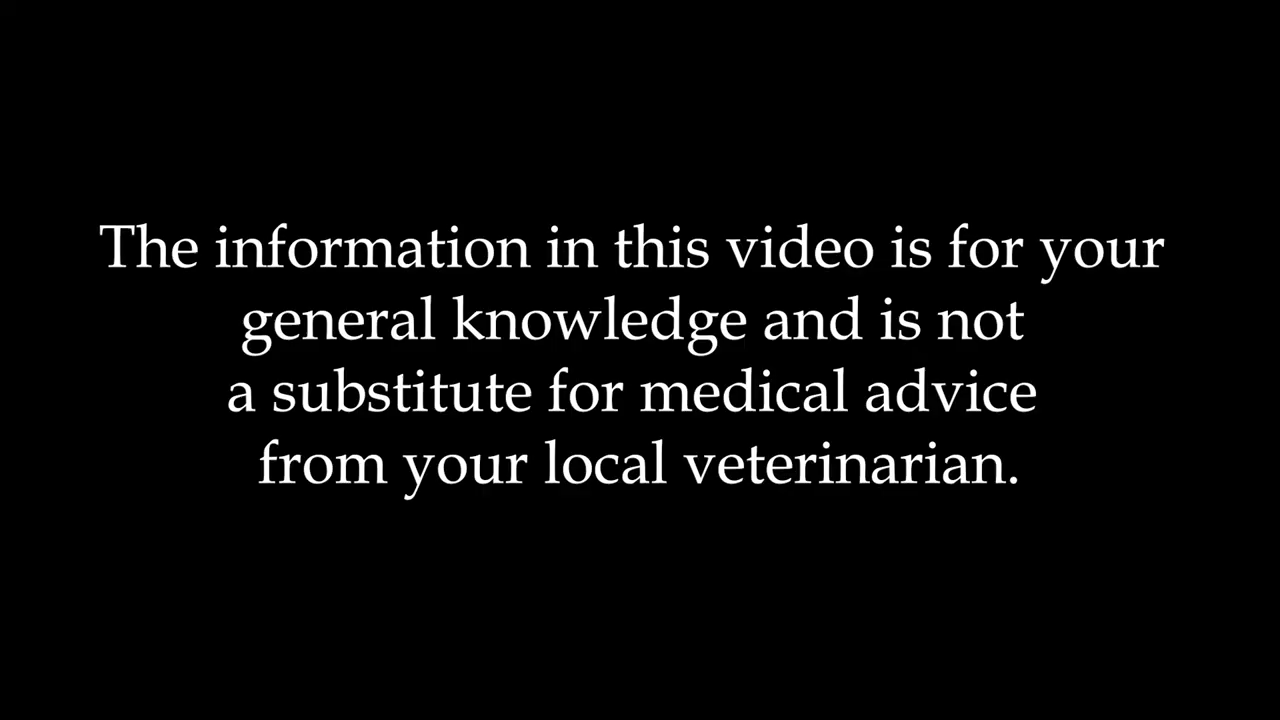 The information in this video is for your
general knowledge and is not
a substitute for medical advice
from your local veterinarian.